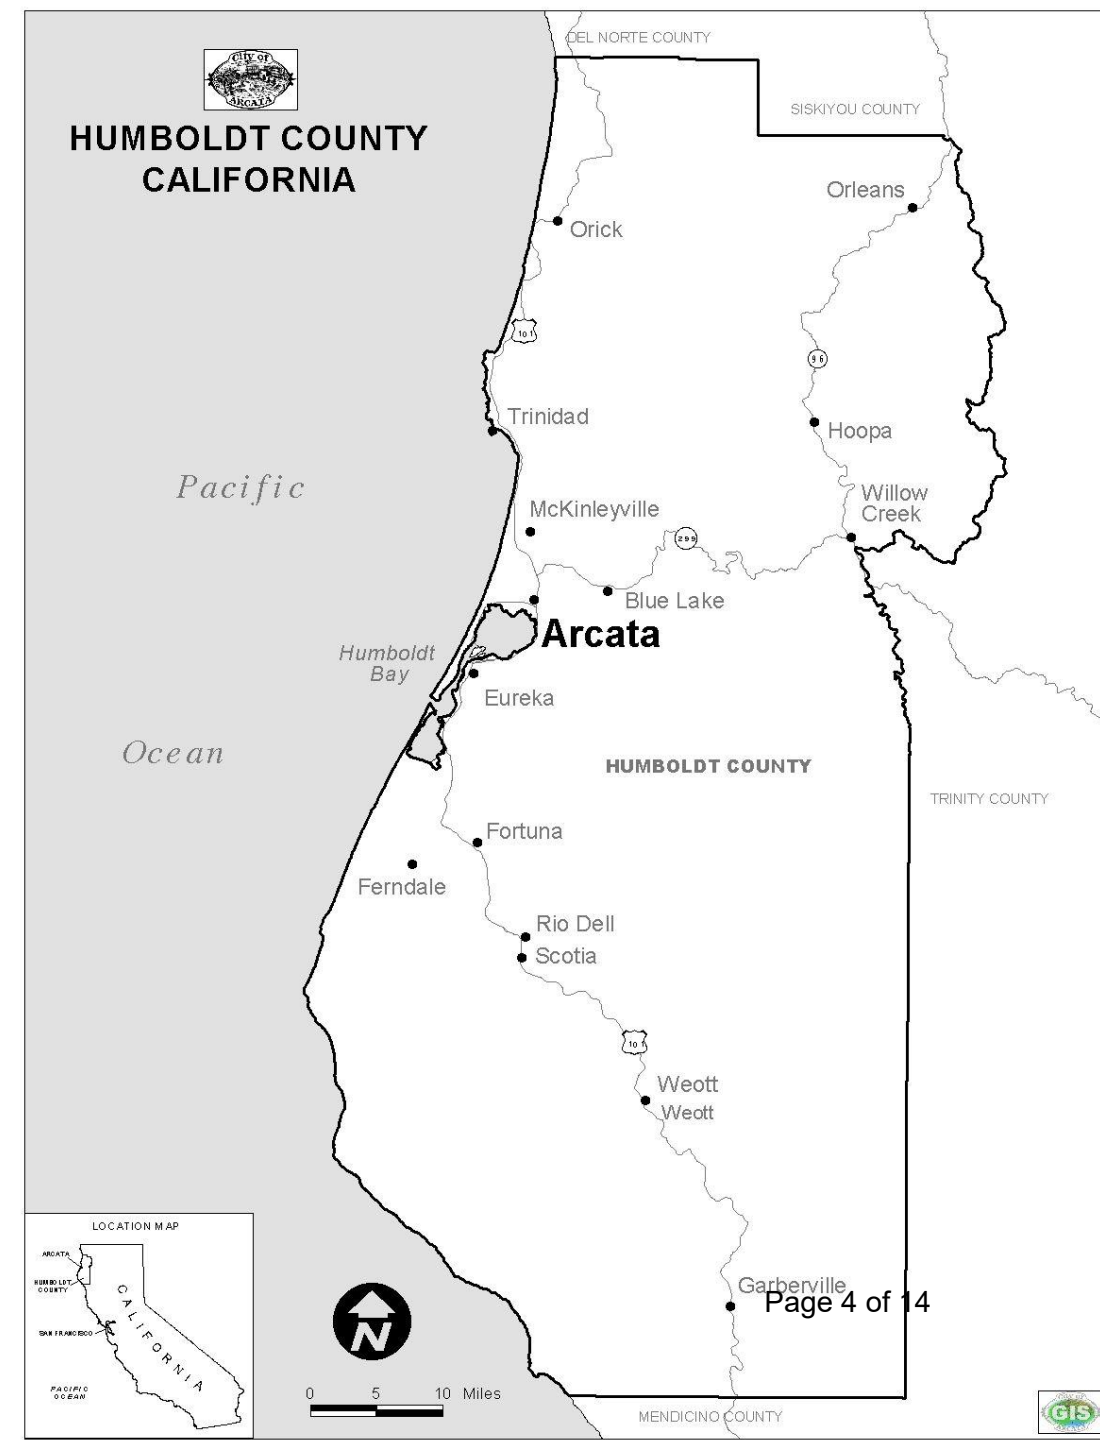 DEL NORTE COUNTY
City of
ARCATA
HUMBOLDT COUNTY
CALIFORNIA
SISKIYOU COUNTY
Orleans
Orick
101
96
Trinidad
Hoopa
Pacific
Willow
Creek
McKinleyville
299
Blue Lake
Arcata
Humboldt
Bay
Eureka
Ocean
HUMBOLDT COUNTY
TRINITY COUNTY
Fortuna
Ferndale
Rio Dell
Scotia
101
Weott
Weott
LOCATION MAP
ARCATA
HUMBOLDT
COUNTY
CALIFORNIA
SAN FRANCISCO
PACIFIC
OCEAN
N
Garberville
Page 4 of 14
0 5 10 Miles
MENDICINO COUNTY
GIS